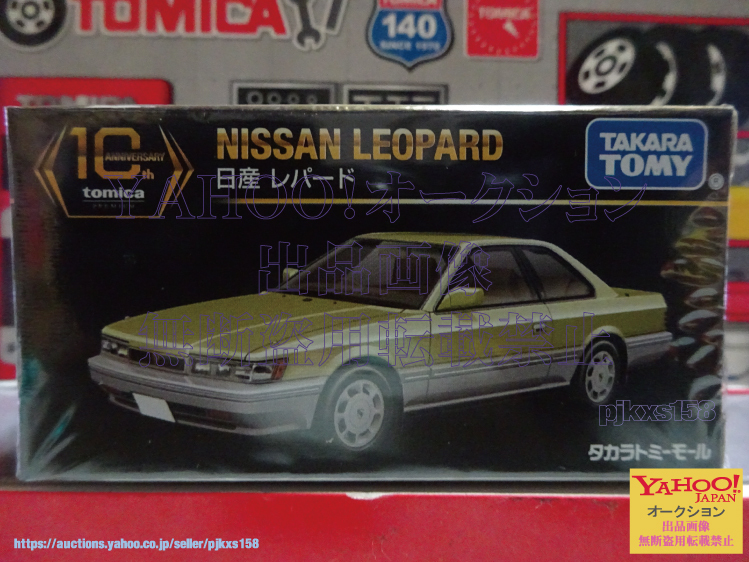 TOMICA
TOMICA
140
SINCE 1970
TOMICA
TOMICA
10th
ANNIVERSARY
tomica
NISSAN LEOPARD
日産 レパード
TAKARA
TOMY
YAHOO!オークション
出品画像
無断盗用転載禁止
pjkxs158
タカラトミーモール
YAHOO!
JAPAN
オークション
出品画像
無断盗用転載禁止
https://auctions.yahoo.co.jp/seller/pjkxs158